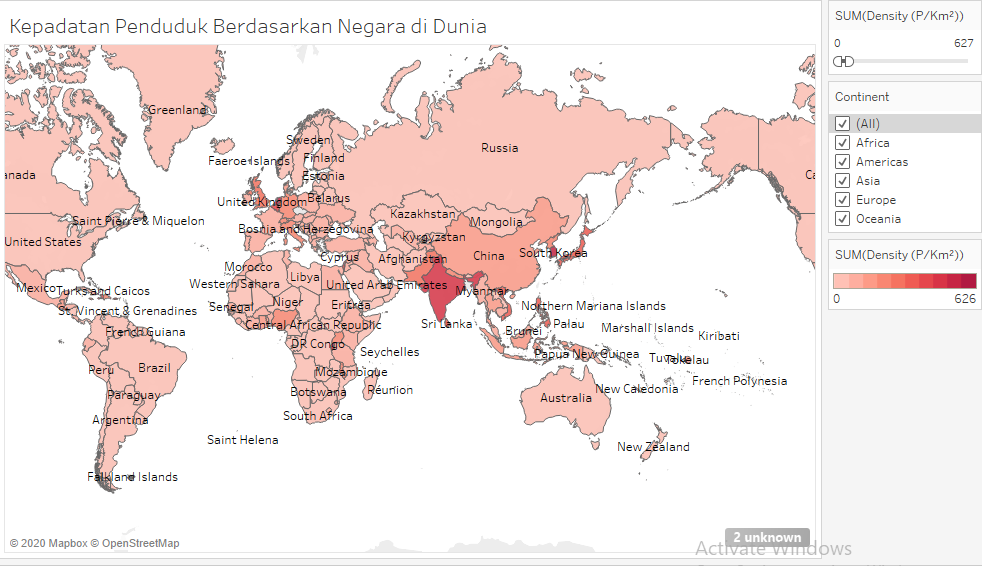 Kepadatan Penduduk Berdasarkan Negara di Dunia
Greenland
Sweden
Faeroe Islands
Finland
Russia
Estonia
anada
Ca
United Kingdom
Belarus
Saint Pierre & Miquelon
Kazakhstan
Mongolia
Bosnia and Herzegovina
Kyrgyzstan
United States
Cyprus
Afghanistan
China
South Korea
Morocco
Libya
Western Sahara
United Arab Emirates
Mexico
Turks and Caicos
Myanmar
Niger
Eritrea
Senegal
St. Vincent & Grenadines
Northern Mariana Islands
Central African Republic
Sri Lanka
Palau
French Guiana
Brunei
Marshall Islands
Kiribati
DR Congo
Seychelles
Papua New Guinea
Tuvalu
Tokelau
Peru
Brazil
Mozambique
French Polynesia
Paraguay
Botswana
Réunion
New Caledonia
Australia
Argentina
South Africa
Saint Helena
New Zealand
Falkland Islands
2 unknown
© 2020 Mapbox © OpenStreetMap
Activate Windows
SUM(Density (P/Km²))
0 627
Continent
(All)
Africa
Americas
Asia
Europe
Oceania
SUM(Density (P/Km²))
0 626